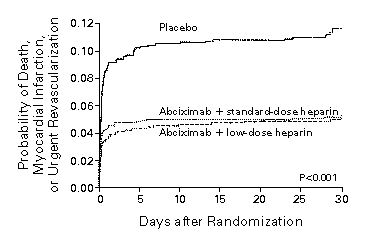 0.12
0.10
0.08
0.06
0.04
0.02
0.00
Probability of Death,
Myocardial Infarction,
or Urgent Revascularization
Placebo
Abciximab + standard-dose heparin
Abciximab + low-dose heparin
P<0.001
0 5 10 15 20 25 30
Days after Randomization